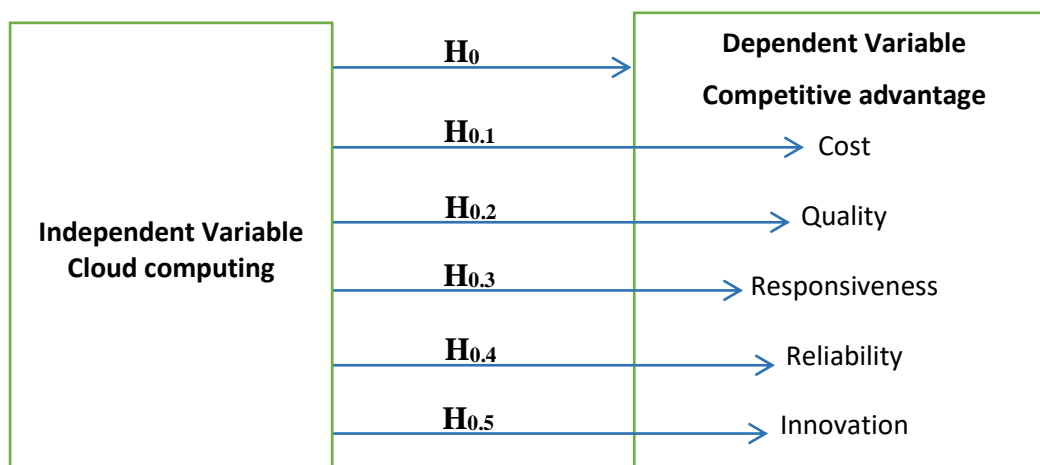 H0
Dependent Variable
Competitive advantage
H0.1
Cost
H0.2
Quality
Independent Variable
Cloud computing
H0.3
Responsiveness
H0.4
Reliability
H0.5
Innovation